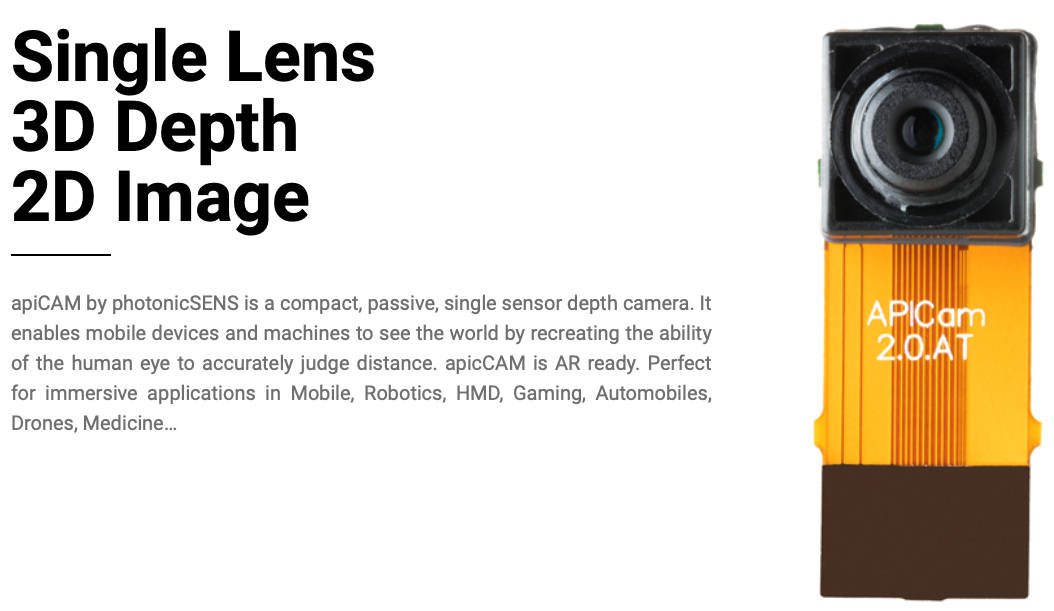 Single Lens
3D Depth
2D Image
apiCAM by photonicSENS is a compact, passive, single sensor depth camera. It
enables mobile devices and machines to see the world by recreating the ability
of the human eye to accurately judge distance. apicCAM is AR ready. Perfect
for immersive applications in Mobile, Robotics, HMD, Gaming, Automobiles,
Drones, Medicine...
APICam
2.0.AT